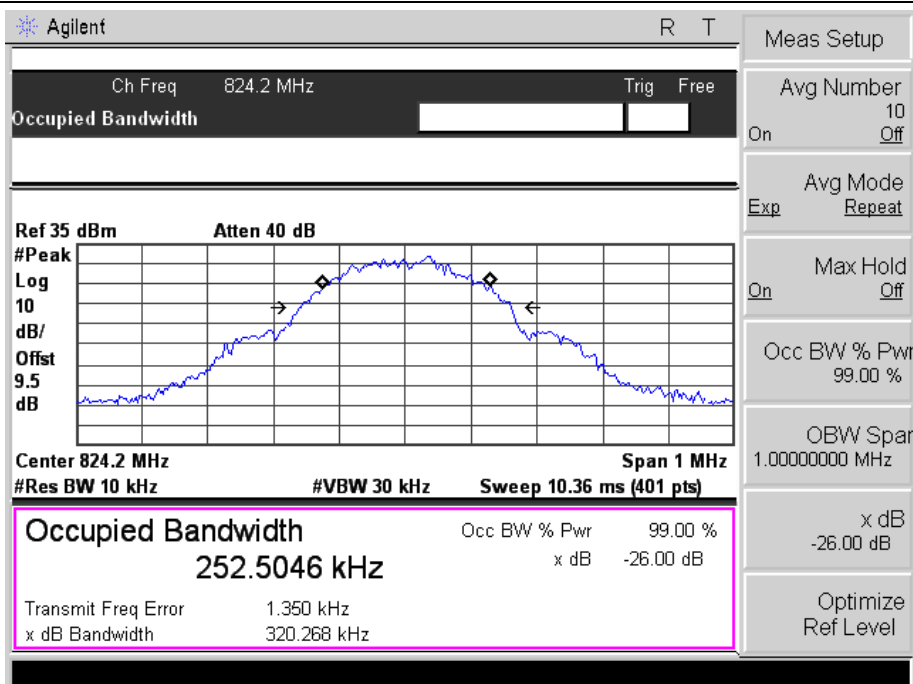 Agilent R T
Ch Freq 824.2 MHz Trig Free
Occupied Bandwidth
Ref 35 dBm Atten 40 dB
#Peak
Log
10
dB/
Offst
9.5
dB
Center 824.2 MHz Span 1 MHz
#Res BW 10 kHz #VBW 30 kHz Sweep 10.36 ms (401 pts)
Occupied Bandwidth
252.5046 kHz
Occ BW % Pwr 99.00 %
x dB -26.00 dB
Transmit Freq Error 1.350 kHz
x dB Bandwidth 320.268 kHz
Meas Setup
Avg Number
10
On Off
Avg Mode
Exp Repeat
Max Hold
On Off
Occ BW % Pwr
99.00 %
OBW Span
1.00000000 MHz
x dB
-26.00 dB
Optimize
Ref Level